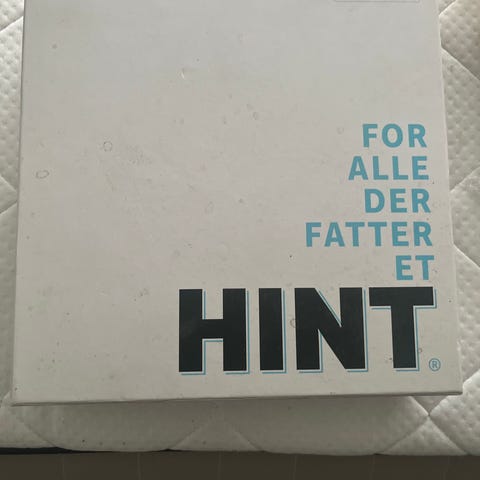 FOR
ALLE
DER
FATTER
ET
HINT®